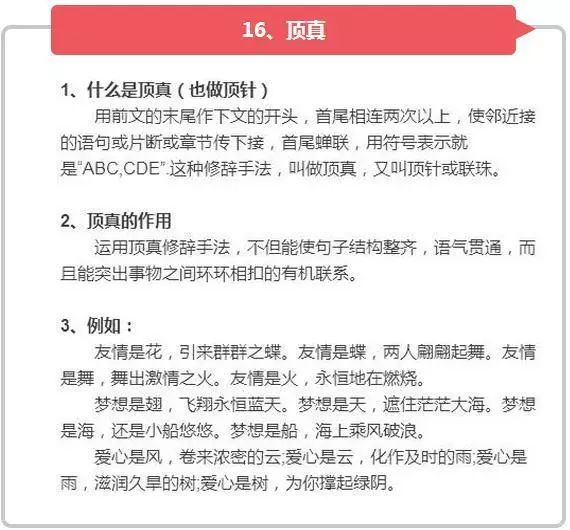 16、顶真
1、什么是顶真（也做顶针）
用前文的末尾作下文的开头，首尾相连两次以上，使邻近接
的语句或片断或章节传下接，首尾蝉联，用符号表示就
是“ABC,CDE”.这种修辞手法，叫做顶真，又叫顶针或联珠。
2、顶真的作用
运用顶真修辞手法，不但能使句子结构整齐，语气贯通，而
且能突出事物之间环环相扣的有机联系。
3、例如：
友情是花，引来群群之蝶。友情是蝶，两人翩翩起舞。友情
是舞，舞出激情之火。友情是火，永恒地在燃烧。
梦想是翅，飞翔永恒蓝天。梦想是天，遮住茫茫大海。梦想
是海，还是小船悠悠。梦想是船，海上乘风破浪。
爱心是风，卷来浓密的云;爱心是云，化作及时的雨;爱心是
雨，滋润久旱的树;爱心是树，为你撑起绿阴。